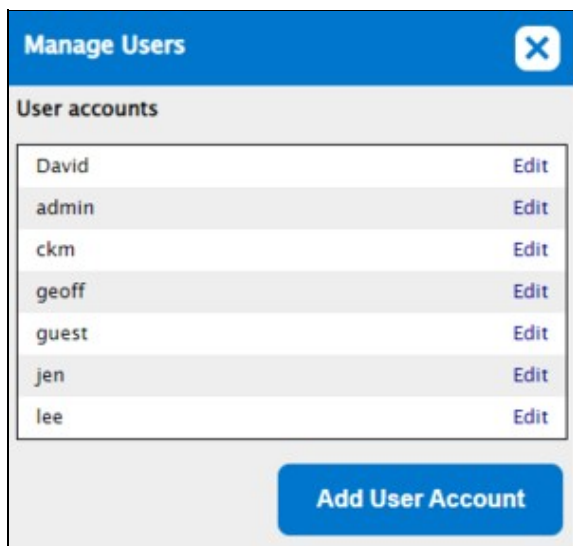 Manage Users
User accounts
David Edit
admin Edit
ckm Edit
geoff Edit
guest Edit
jen Edit
lee Edit
Add User Account